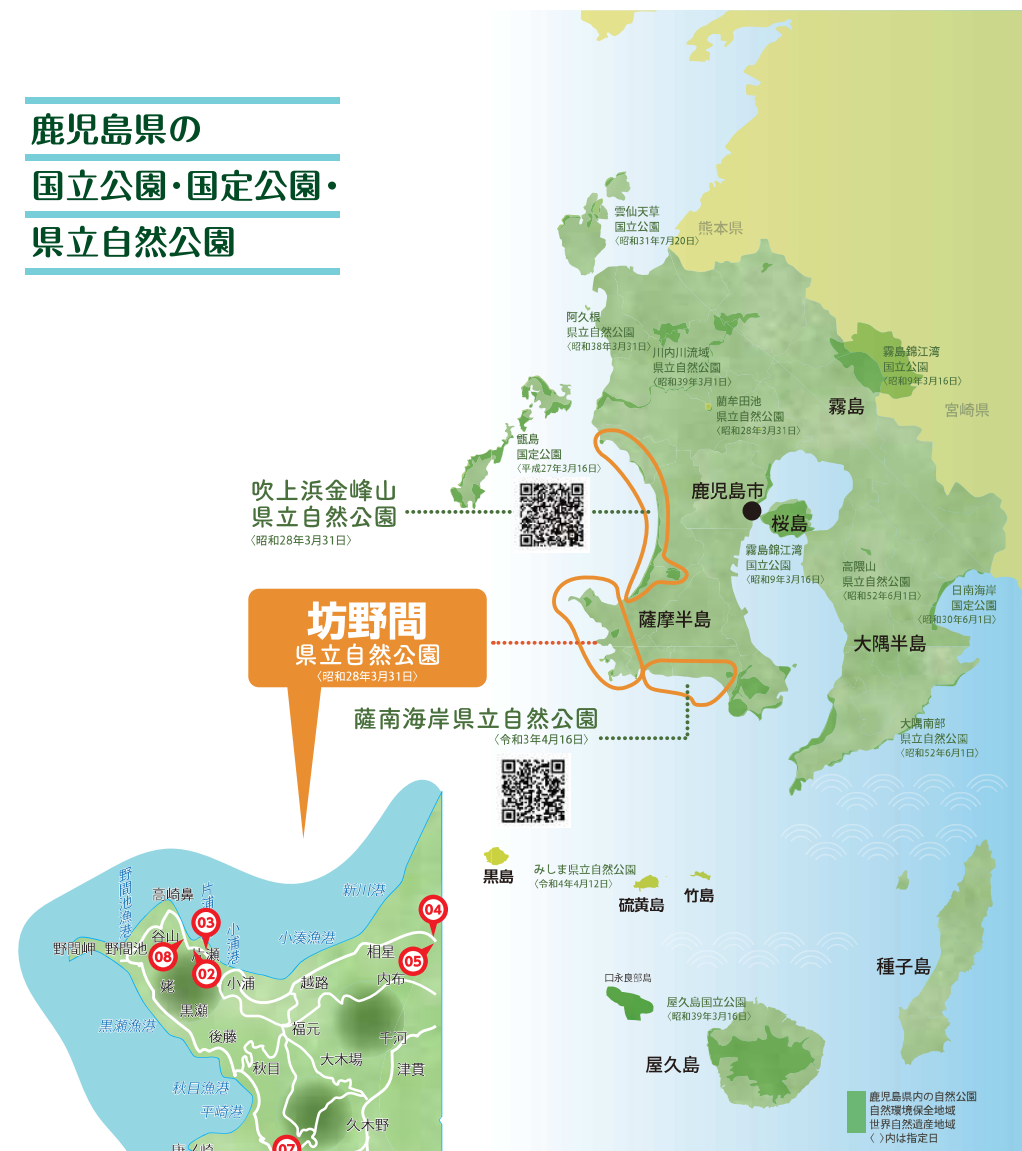 鹿児島県の
国立公園・国定公園・
県立自然公園
雲仙天草
国立公園
〈昭和31年7月20日〉
熊本県
阿久根
県立自然公園
〈昭和38年3月31日〉
川内川流域
県立自然公園
〈昭和39年3月1日〉
霧島錦江湾
国立公園
〈昭和9年3月16日〉
藺牟田池
県立自然公園
〈昭和28年3月31日〉
霧島
宮崎県
甑島
国定公園
〈平成27年3月16日〉
吹上浜金峰山
県立自然公園
〈昭和28年3月31日〉
鹿児島市
桜島
霧島錦江湾
国立公園
〈昭和9年3月16日〉
高隈山
県立自然公園
〈昭和52年6月1日〉
日南海岸
国定公園
〈昭和30年6月1日〉
坊野間
県立自然公園
〈昭和28年3月31日〉
薩摩半島
大隅半島
薩南海岸県立自然公園
〈令和3年4月16日〉
大隅南部
県立自然公園
〈昭和52年6月1日〉
黒島
みしま県立自然公園
〈令和4年4月12日〉
硫黄島
竹島
種子島
口永良部島
屋久島国立公園
〈昭和39年3月16日〉
屋久島
鹿児島県内の自然公園
自然環境保全地域
世界自然遺産地域
〈 〉内は指定日
野間池漁港
高崎鼻
片浦
新川港
04
03
小浦港
小湊漁港
谷山
野間岬
野間池
08
片瀬
02
相星
05
姥
小浦
越路
内布
黒瀬
黒瀬漁港
後藤
福元
千河
大木場
秋目
津貫
秋目漁港
平崎港
久木野
07
唐ノ崎